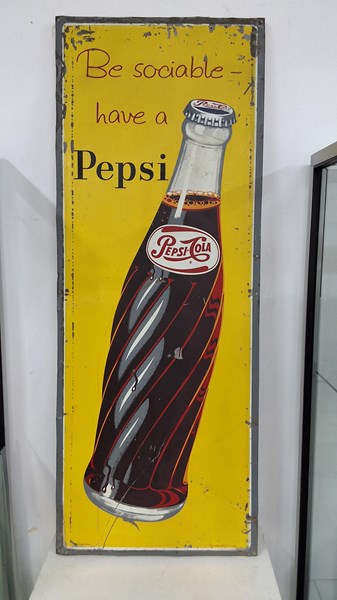 Be sociable –
have a
Pepsi
Pepsi-Cola